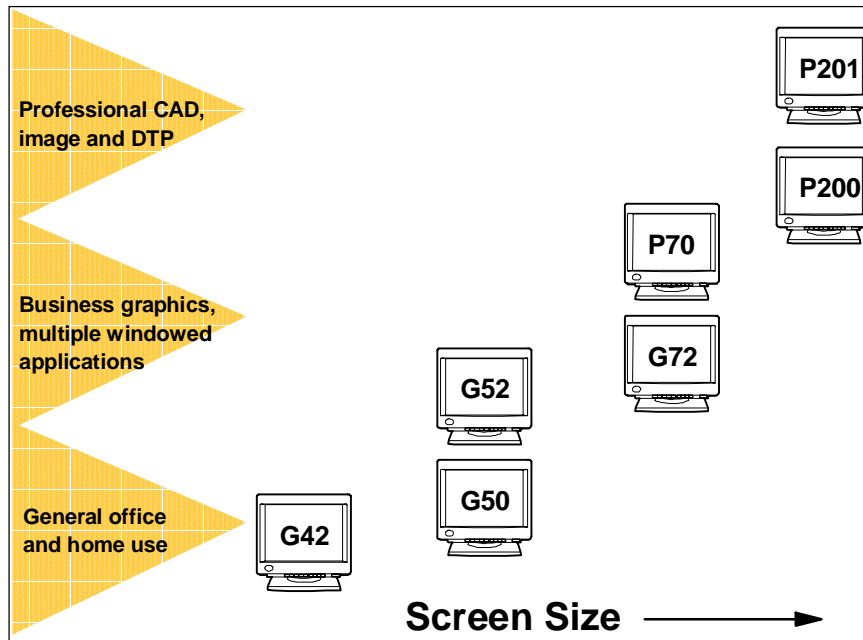 P201
Professional CAD,
image and DTP
P200
P70
Business graphics,
multiple windowed
applications
G72
G52
G50
General office
and home use
G42
Screen Size